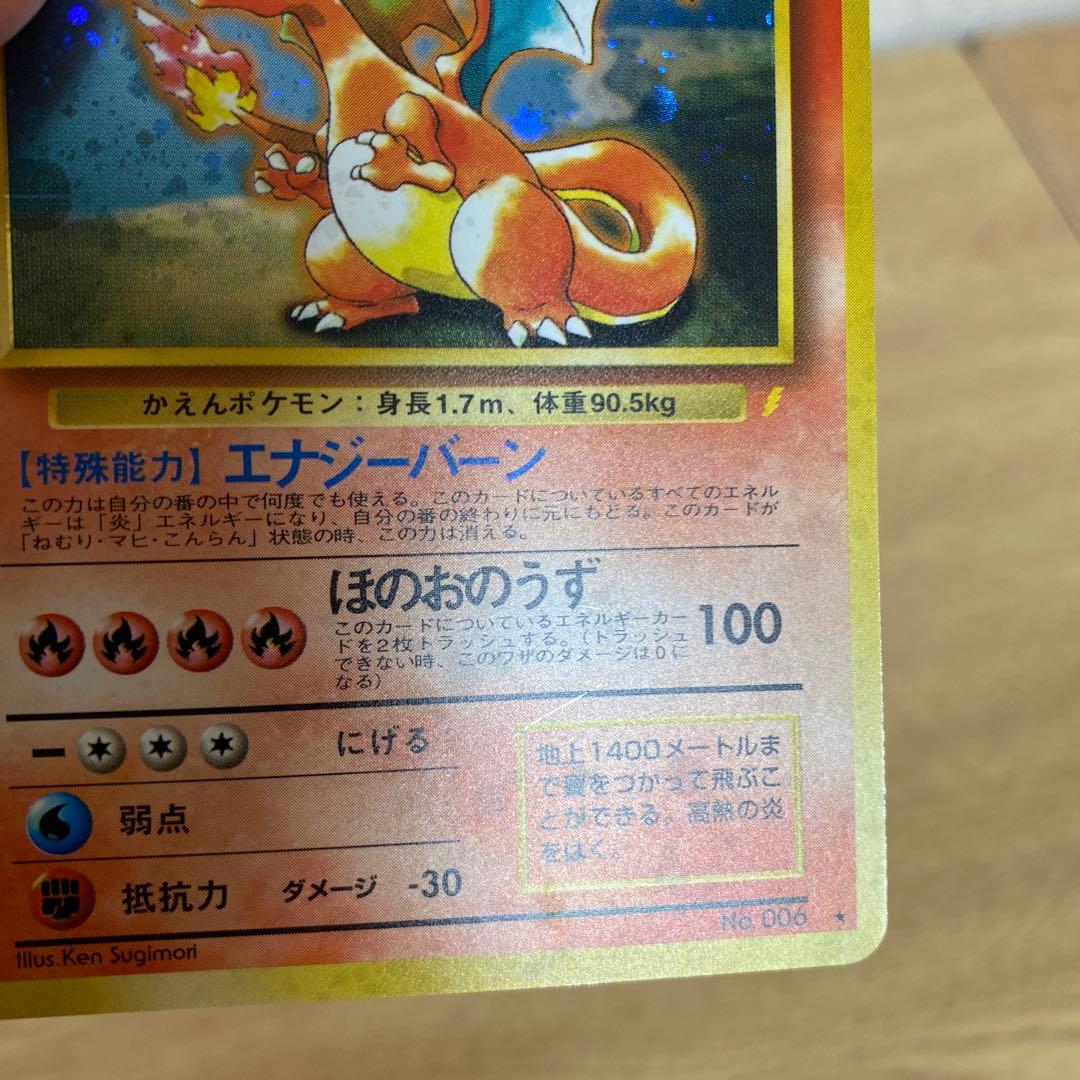 かえんポケモン：身長1.7m、体重90.5kg
【特殊能力】エナジーバーン
この力は自分の番の中で何度でも使える。このカードについているすべてのエネル
ギーは「炎」エネルギーになり、自分の番の終わりに元にもどる。このカードが
「ねむり・マヒ・こんらん」状態の時、この力は消える。
ほのおのうず
100
このカードについているエネルギーカー
ドを2枚トラッシュする。（トラッシュ
できない時、このワザのダメージは0に
なる）
にげる
弱点
抵抗力 ダメージ -30
地上1400メートルま
で翼をつかって飛ぶこ
とができる。高熱の炎
をはく。
No. 006
Illus.Ken Sugimori